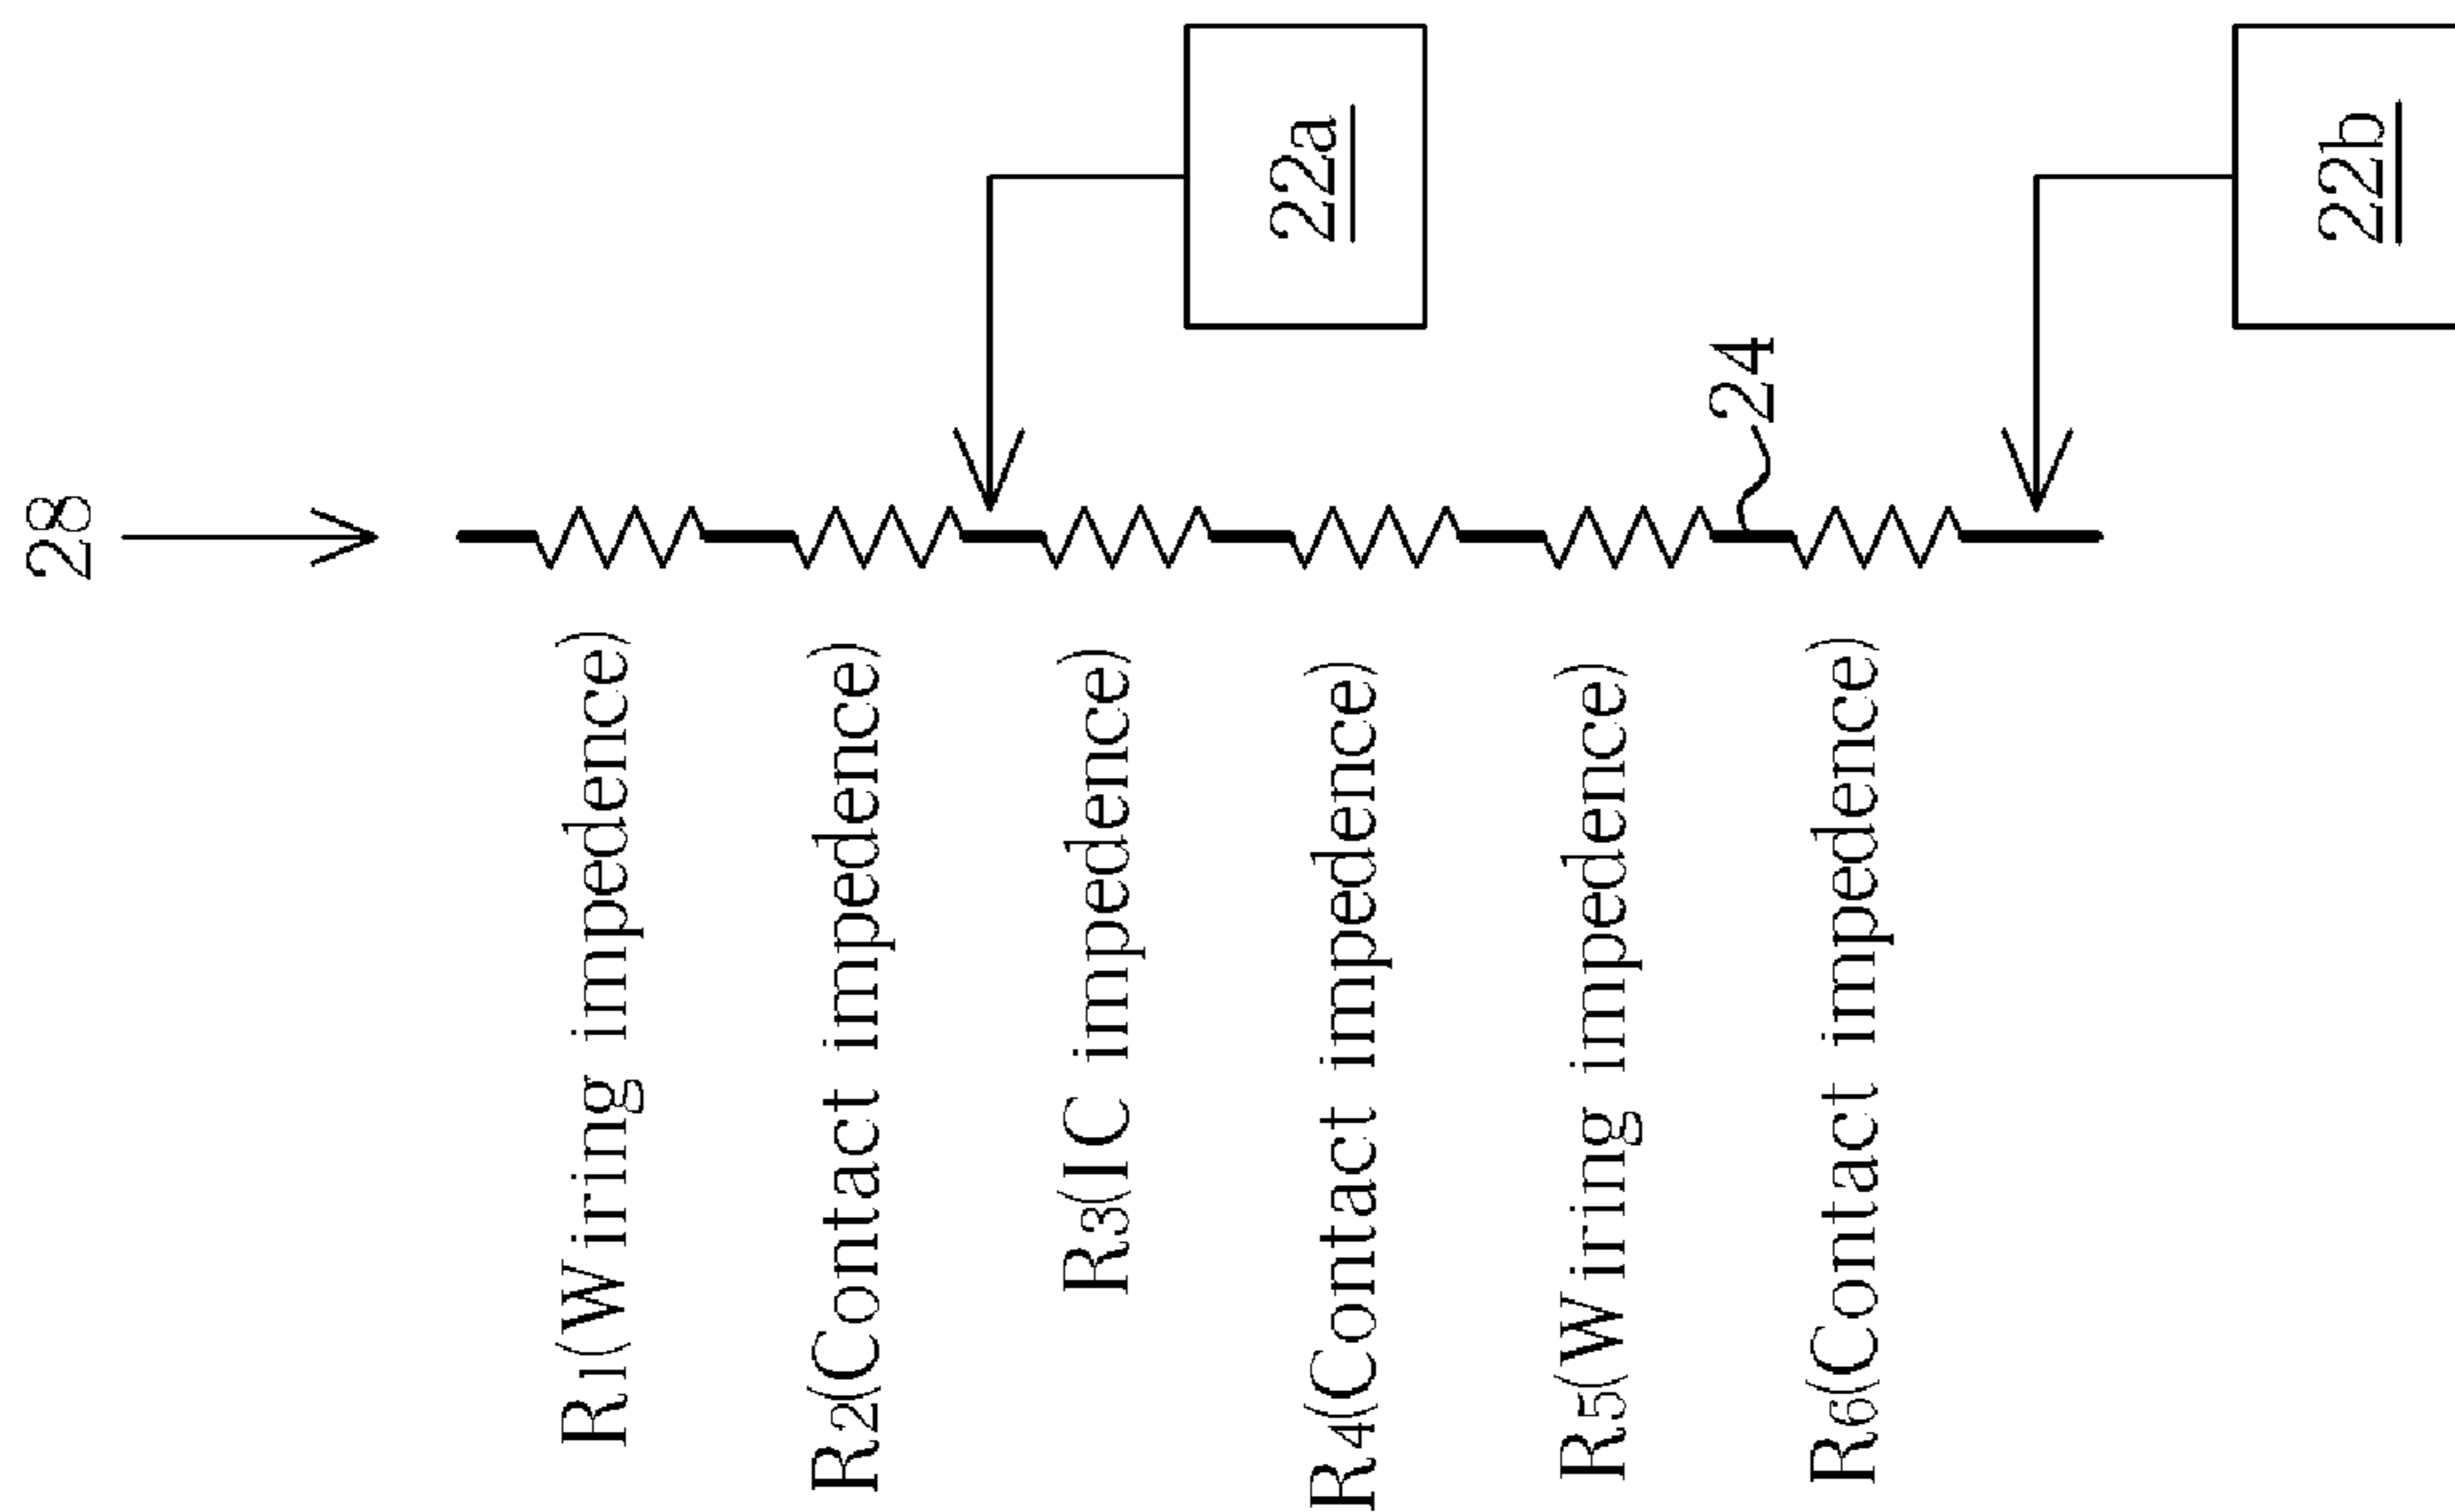 28
R1(Wiring impedence)
R2(Contact impedence)
22a
R3(IC impedence)
R4(Contact impedence)
R5(Wiring impedence)
24
R6(Contact impedence)
22b